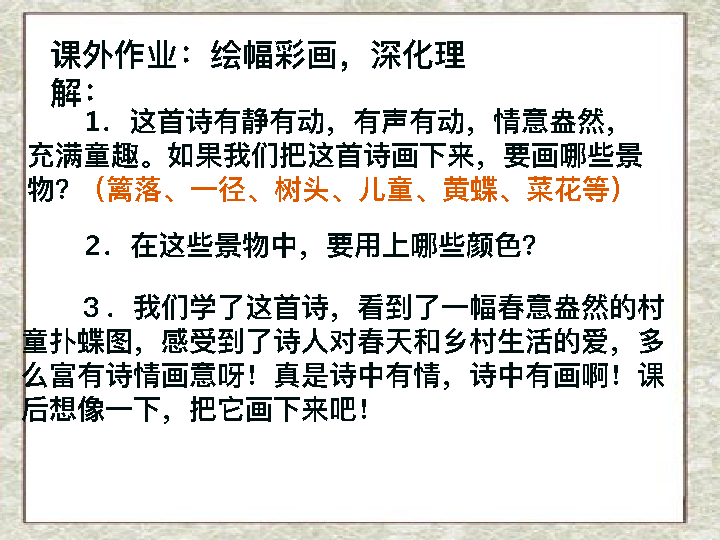 课外作业：绘幅彩画，深化理
解：
1．这首诗有静有动，有声有动，情意盎然，
充满童趣。如果我们把这首诗画下来，要画哪些景
物？（篱落、一径、树头、儿童、黄蝶、菜花等）
2．在这些景物中，要用上哪些颜色？
３．我们学了这首诗，看到了一幅春意盎然的村
童扑蝶图，感受到了诗人对春天和乡村生活的爱，多
么富有诗情画意呀！真是诗中有情，诗中有画啊！课
后想像一下，把它画下来吧！